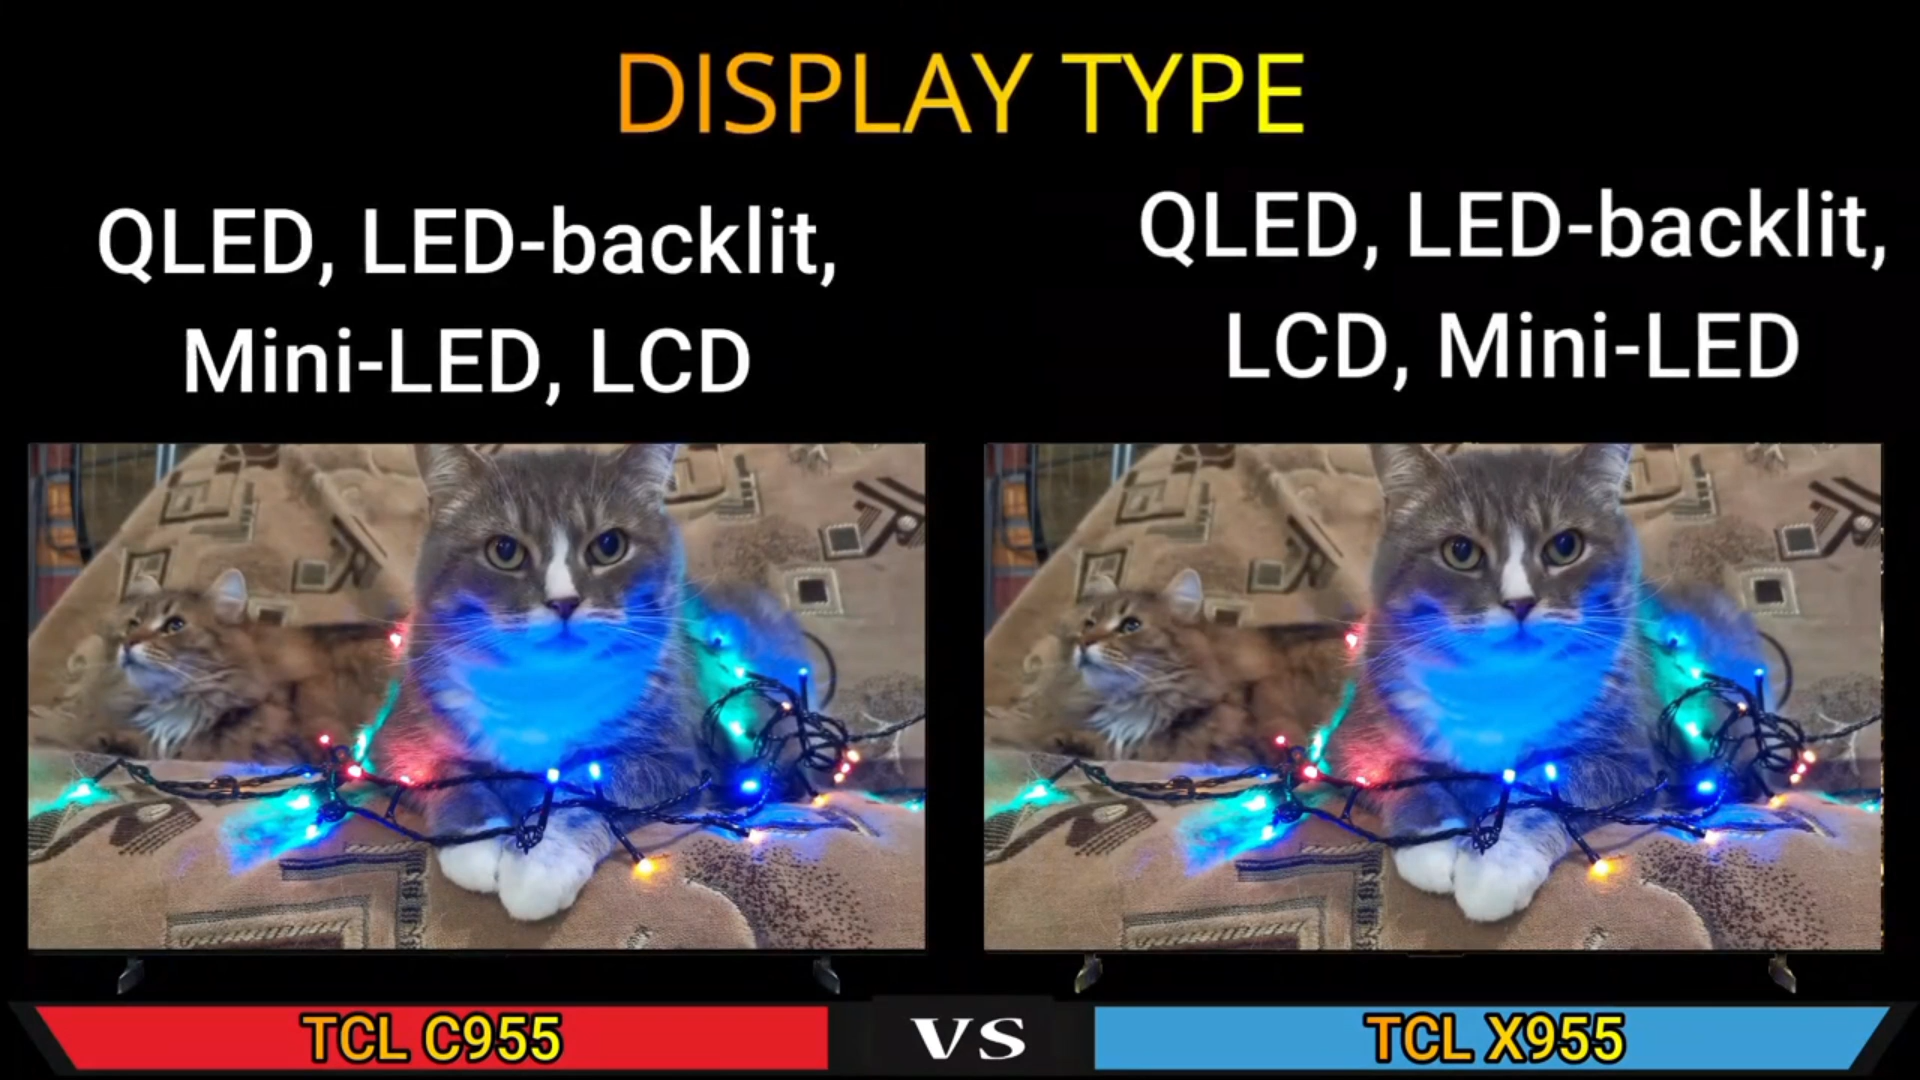 DISPLAY TYPE
QLED, LED-backlit,
Mini-LED, LCD
QLED, LED-backlit,
LCD, Mini-LED
TCL C955
VS
TCL X955